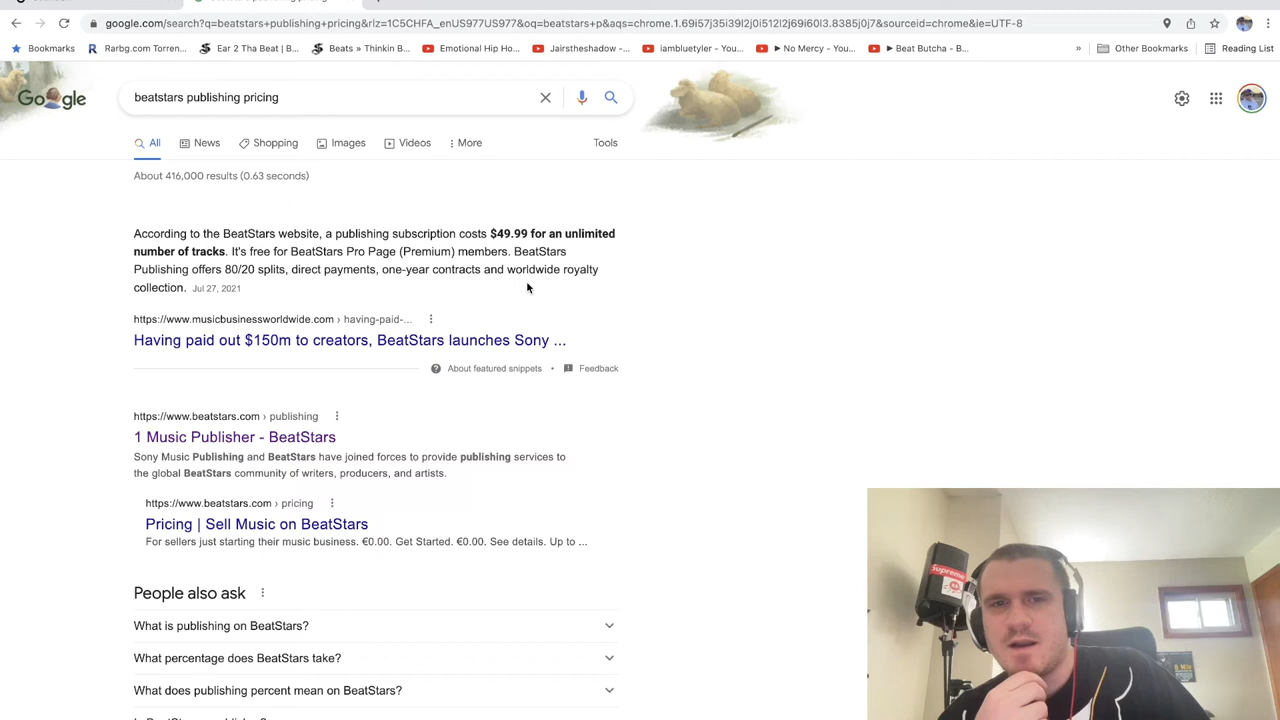 google.com/search?q=beatstars+publishing+pricing&rlz=1C5CHFA_enUS977US977&oq=beatstars+p&aqs=chrome.1.69i57j35i39l2j0i512l2j69i60l3.8385j0j7&sourceid=chrome&ie=UTF-8
Bookmarks Rarbg.com Torren... Ear 2 Tha Beat | B... Beats » Thinkin B... Emotional Hip Ho... Jairstheshadow -... iambluetyler - You... ► No Mercy - You... ► Beat Butcha - B... » Other Bookmarks Reading List
Google
beatstars publishing pricing
All News Shopping Images Videos More Tools
About 416,000 results (0.63 seconds)
According to the BeatStars website, a publishing subscription costs $49.99 for an unlimited
number of tracks. It's free for BeatStars Pro Page (Premium) members. BeatStars
Publishing offers 80/20 splits, direct payments, one-year contracts and worldwide royalty
collection. Jul 27, 2021
https://www.musicbusinessworldwide.com › having-paid-...
Having paid out $150m to creators, BeatStars launches Sony ...
About featured snippets • Feedback
https://www.beatstars.com › publishing
1 Music Publisher - BeatStars
Sony Music Publishing and BeatStars have joined forces to provide publishing services to
the global BeatStars community of writers, producers, and artists.
https://www.beatstars.com › pricing
Pricing | Sell Music on BeatStars
For sellers just starting their music business. €0.00. Get Started. €0.00. See details. Up to ...
People also ask
What is publishing on BeatStars?
What percentage does BeatStars take?
What does publishing percent mean on BeatStars?
Supreme